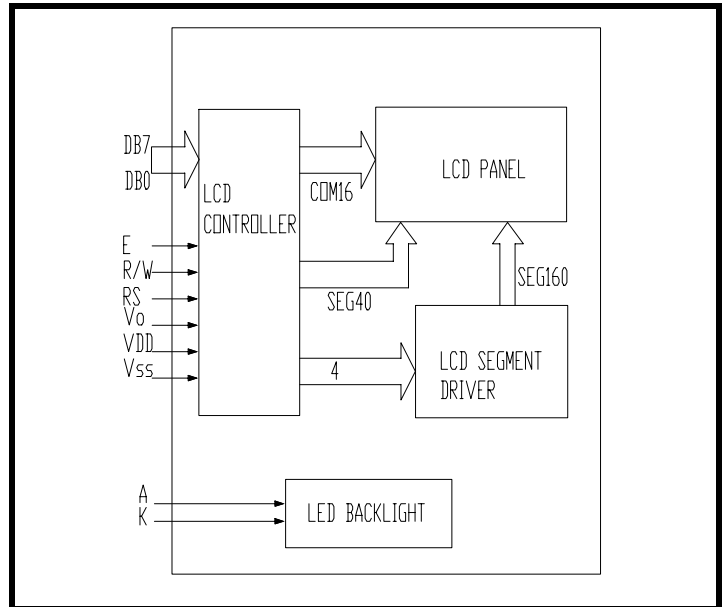 DB7
DB0
E
R/W
RS
Vo
VDD
Vss
LCD
CONTROLLER
COM16
SEG40
4
LCD PANEL
SEG160
LCD SEGMENT
DRIVER
A
K
LED BACKLIGHT